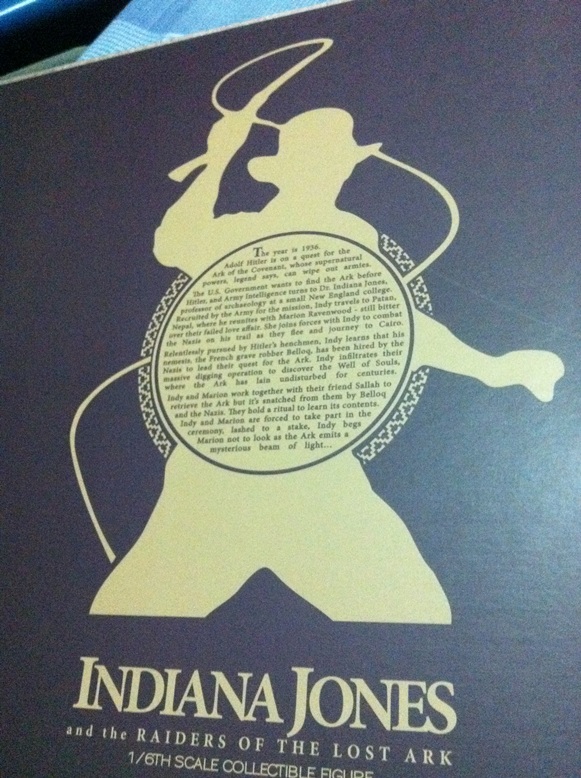 The year is 1936.
Adolf Hitler is on a quest for the
Ark of the Covenant, whose supernatural
powers, legend says, can wipe out armies.
The U.S. Government wants to find the Ark before
Hitler, and Army Intelligence turns to Dr. Indiana Jones,
professor of archaeology at a small New England college.
Recruited by the Army for the mission, Indy travels to Patan,
Nepal, where he reunites with Marion Ravenwood - still bitter
over their failed love affair. She joins forces with Indy to combat
the Nazis on his trail as they flee and journey to Cairo.
Relentlessly pursued by Hitler's henchmen, Indy learns that his
nemesis, the French grave robber Belloq, has been hired by the
Nazis to lead their quest for the Ark. Indy infiltrates their
massive digging operation to discover the Well of Souls,
where the Ark has lain undisturbed for centuries.
Indy and Marion work together with their friend Sallah to
retrieve the Ark but it's snatched from them by Belloq
and the Nazis. They hold a ritual to learn its contents.
Indy and Marion are forced to take part in the
ceremony, lashed to a stake, Indy begs
Marion not to look as the Ark emits a
mysterious beam of light...
INDIANA JONES
and the RAIDERS OF THE LOST ARK
1/6TH SCALE COLLECTIBLE FIGURE